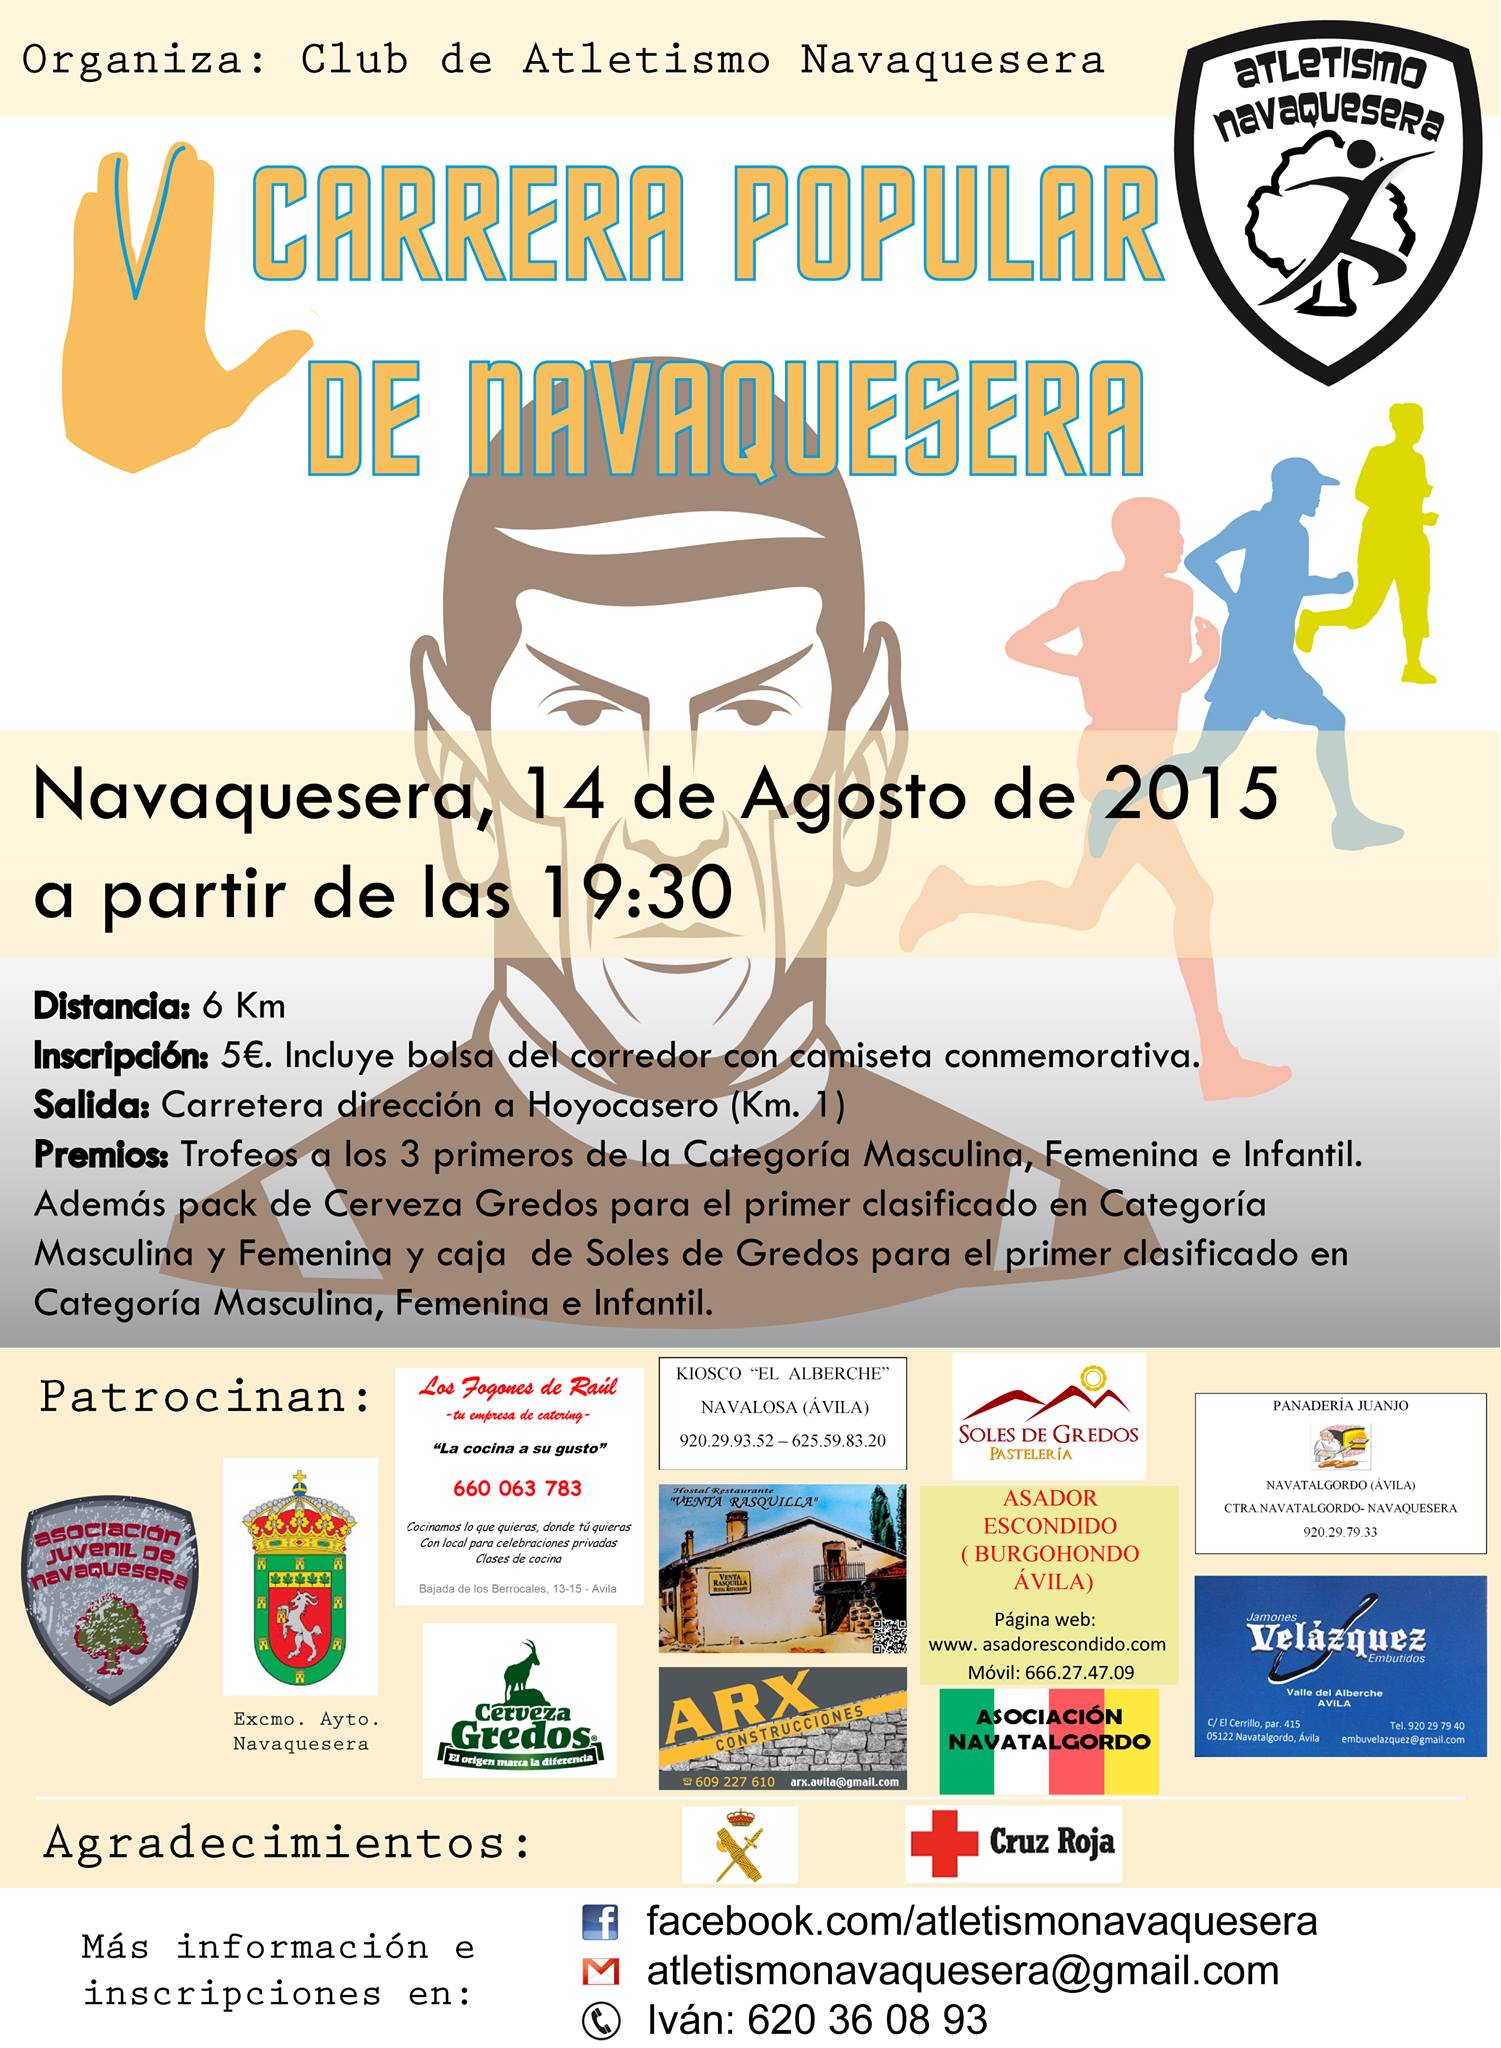 Organiza: Club de Atletismo Navaquesera
ATLETISMO
NAVAQUESERA
V CARRERA POPULAR
DE NAVAQUESERA
Navaquesera, 14 de Agosto de 2015
a partir de las 19:30
Distancia: 6 Km
Inscripción: 5€. Incluye bolsa del corredor con camiseta conmemorativa.
Salida: Carretera dirección a Hoyocasero (Km. 1)
Premios: Trofeos a los 3 primeros de la Categoría Masculina, Femenina e Infantil.
Además pack de Cerveza Gredos para el primer clasificado en Categoría
Masculina y Femenina y caja de Soles de Gredos para el primer clasificado en
Categoría Masculina, Femenina e Infantil.
Patrocinan:
ASOCIACIÓN
JUVENIL DE
NAVAQUESERA
Excmo. Ayto.
Navaquesera
Los Fogones de Raúl
-tu empresa de catering-
“La cocina a su gusto”
660 063 783
Cocinamos lo que quieras, donde tú quieras
Con local para celebraciones privadas
Clases de cocina
Bajada de los Berrocales, 13-15 - Avila
Cerveza
Gredos®
El origen marca la diferencia
KIOSCO “EL ALBERCHE”
NAVALOSA (ÁVILA)
920.29.93.52 – 625.59.83.20
Hostal Restaurante
"VENTA RASQUILLA"
VENTA
RASQUILLA
HOSTAL RESTAURANTE
ARX
CONSTRUCCIONES
609 227 610 arx.avila@gmail.com
SOLES DE GREDOS
PASTELERÍA
ASADOR
ESCONDIDO
( BURGOHONDO
ÁVILA)
Página web:
www. asadorescondido.com
Móvil: 666.27.47.09
ASOCIACIÓN
NAVATALGORDO
PANADERÍA JUANJO
NAVATALGORDO (ÁVILA)
CTRA.NAVATALGORDO- NAVAQUESERA
920.29.79.33
Jamones
Velázquez
Embutidos
Valle del Alberche
AVILA
C/ El Cerrillo, par. 415
05122 Navatalgordo, Ávila
Tel. 920 29 79 40
embuvelazquez@gmail.com
Agradecimientos:
Cruz Roja
Más información e
inscripciones en:
facebook.com/atletismonavaquesera
atletismonavaquesera@gmail.com
Iván: 620 36 08 93